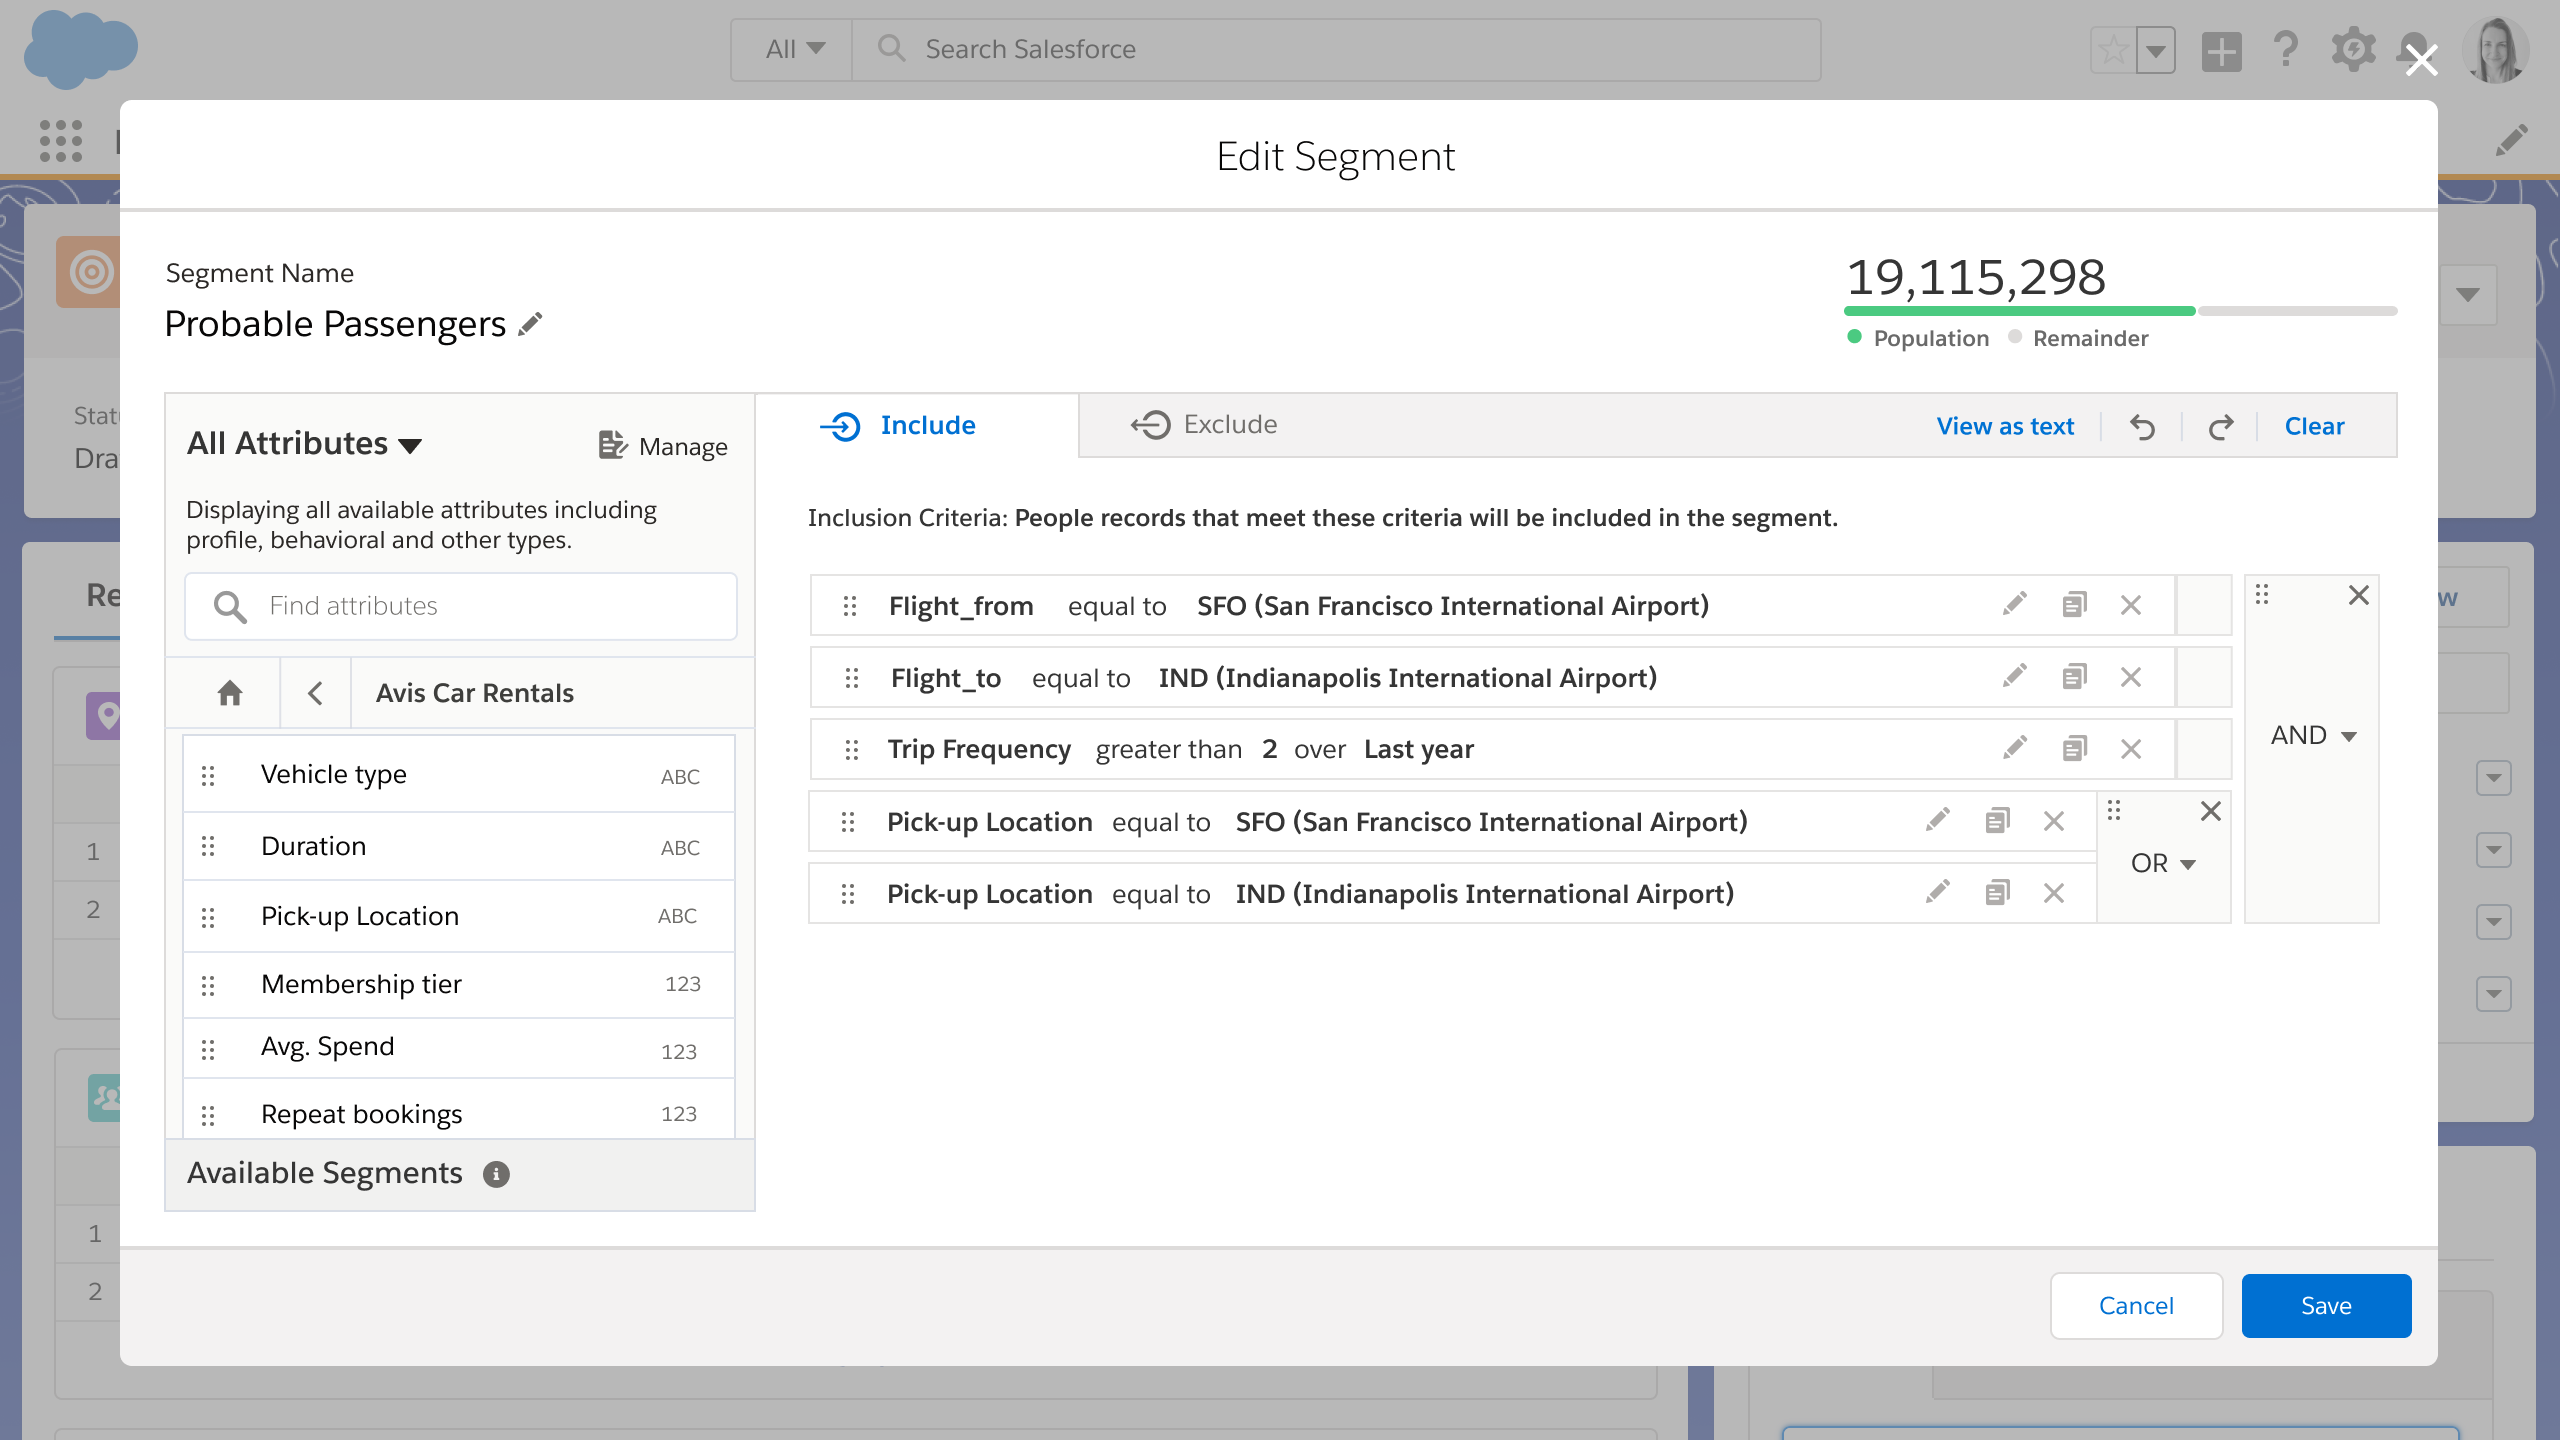 All
Search Salesforce
Edit Segment
Segment Name
Probable Passengers
19,115,298
Population
Remainder
All Attributes
Manage
Displaying all available attributes including
profile, behavioral and other types.
Find attributes
Avis Car Rentals
Vehicle type ABC
Duration ABC
Pick-up Location ABC
Membership tier 123
Avg. Spend 123
Repeat bookings 123
Available Segments
Include
Exclude
View as text
Clear
Inclusion Criteria: People records that meet these criteria will be included in the segment.
Flight_from equal to SFO (San Francisco International Airport)
Flight_to equal to IND (Indianapolis International Airport)
Trip Frequency greater than 2 over Last year
Pick-up Location equal to SFO (San Francisco International Airport)
Pick-up Location equal to IND (Indianapolis International Airport)
OR
AND
Cancel
Save
1
2
1
2